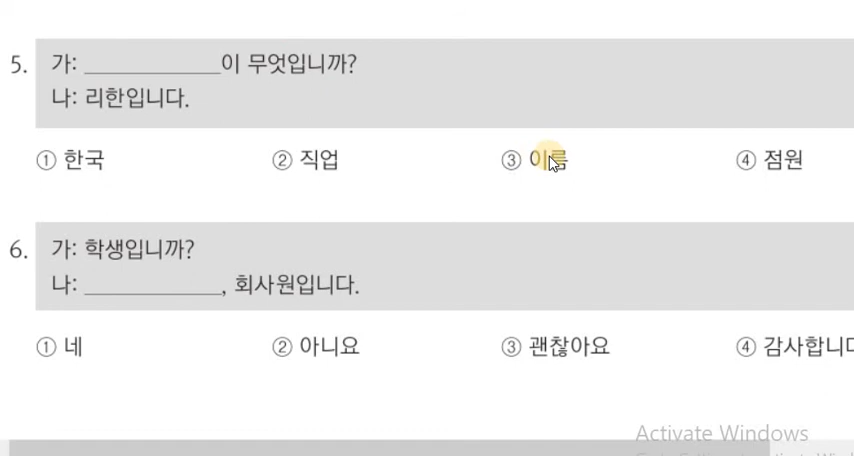 5. 가: ____________이 무엇입니까?
나: 리한입니다.
① 한국 ② 직업 ③ 이름 ④ 점원
6. 가: 학생입니까?
나: ____________, 회사원입니다.
① 네 ② 아니요 ③ 괜찮아요 ④ 감사합니다
Activate Windows